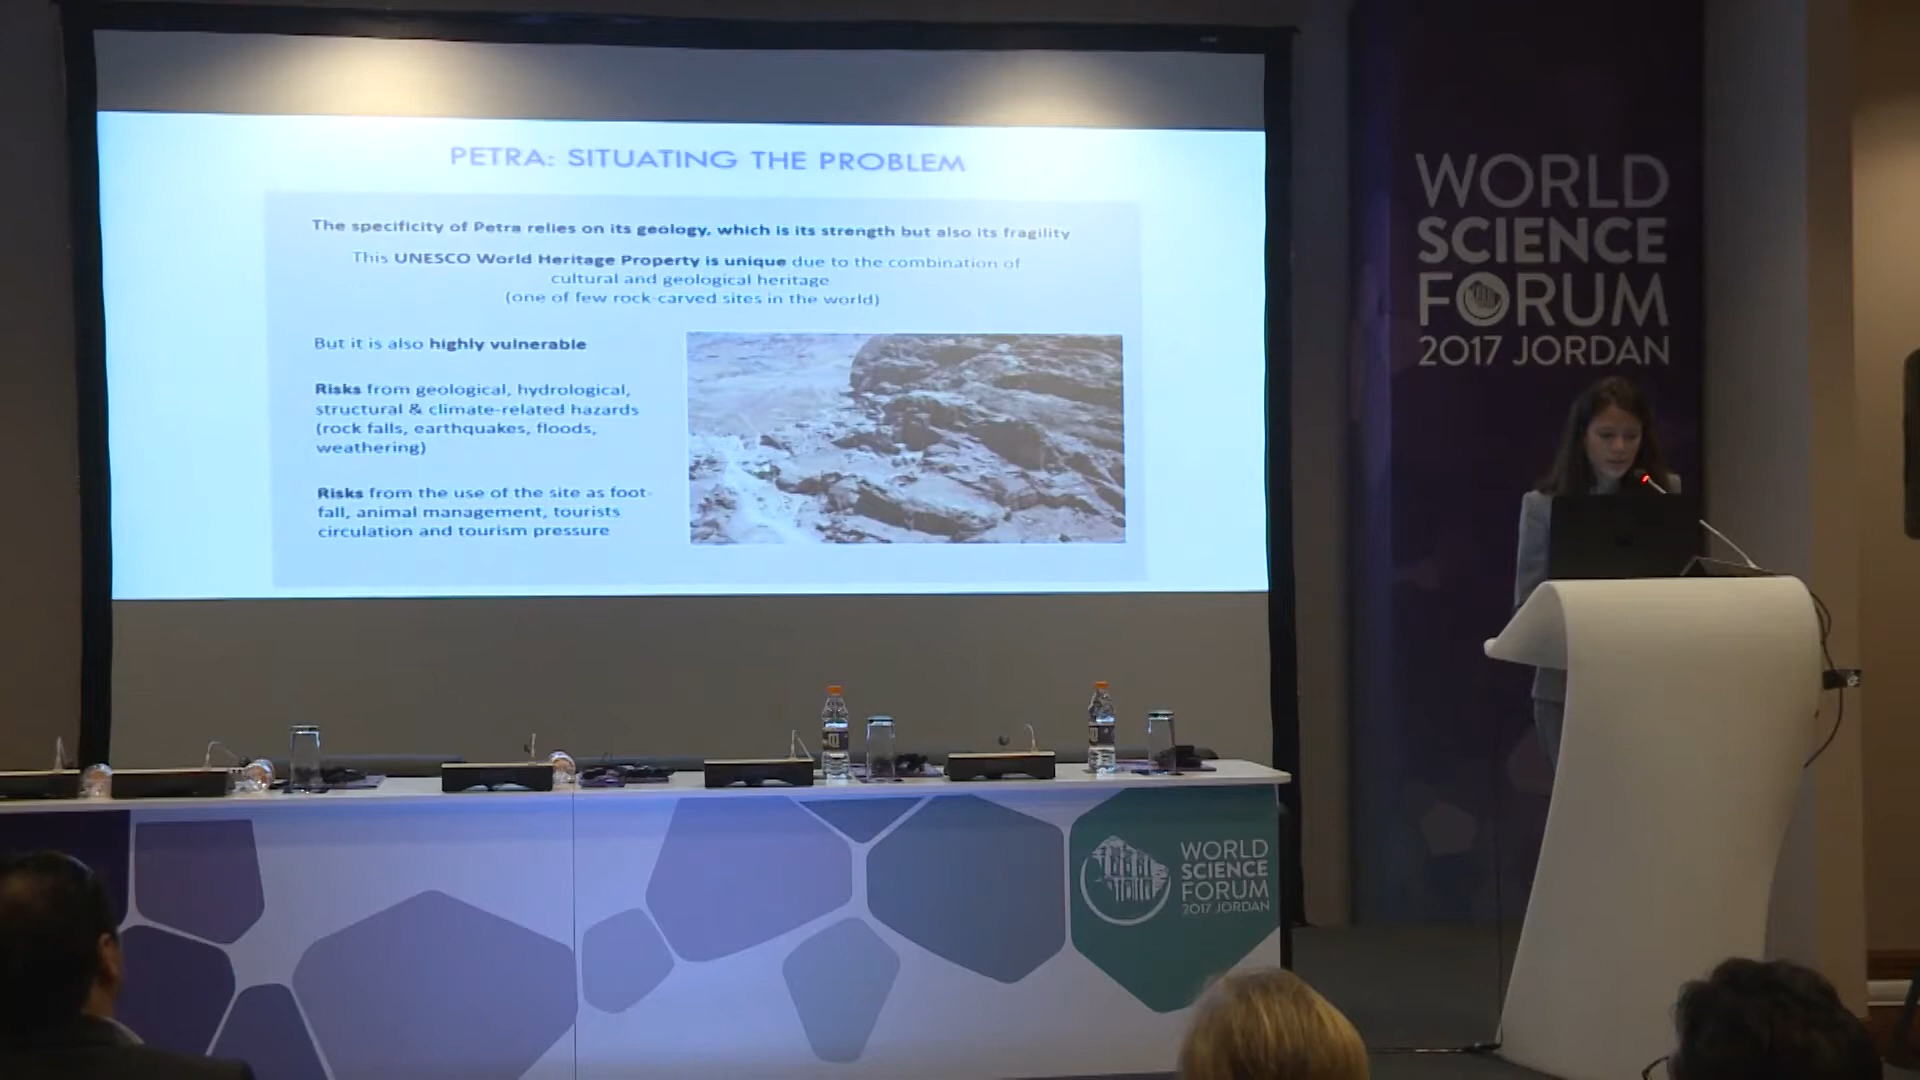 PETRA: SITUATING THE PROBLEM
The specificity of Petra relies on its geology, which is its strength but also its fragility
This UNESCO World Heritage Property is unique due to the combination of
cultural and geological heritage
(one of few rock-carved sites in the world)
But it is also highly vulnerable
Risks from geological, hydrological,
structural & climate-related hazards
(rock falls, earthquakes, floods,
weathering)
Risks from the use of the site as foot-
fall, animal management, tourists
circulation and tourism pressure
WORLD
SCIENCE
FORUM
2017 JORDAN
WORLD
SCIENCE
FORUM
2017 JORDAN